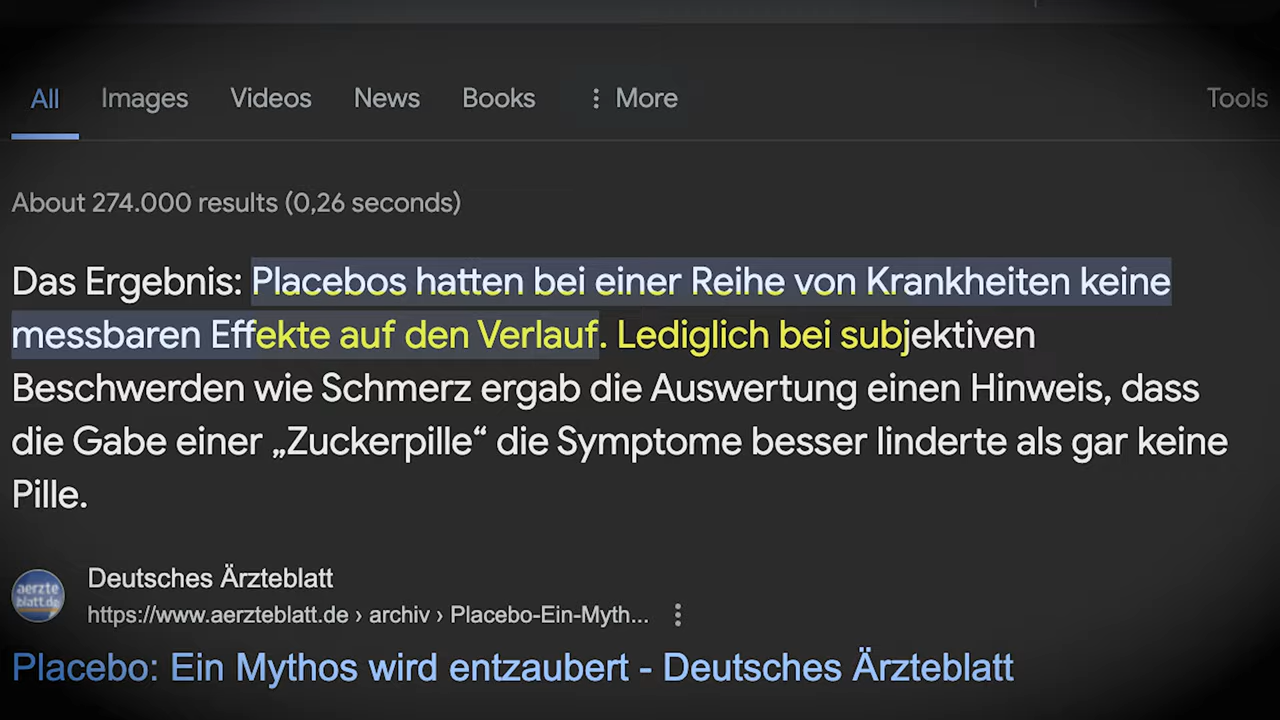 All Images Videos News Books More Tools
About 274.000 results (0,26 seconds)
Das Ergebnis: Placebos hatten bei einer Reihe von Krankheiten keine
messbaren Effekte auf den Verlauf. Lediglich bei subjektiven
Beschwerden wie Schmerz ergab die Auswertung einen Hinweis, dass
die Gabe einer „Zuckerpille“ die Symptome besser linderte als gar keine
Pille.
aerzte
blatt.de
Deutsches Ärzteblatt
https://www.aerzteblatt.de › archiv › Placebo-Ein-Myth...
Placebo: Ein Mythos wird entzaubert - Deutsches Ärzteblatt